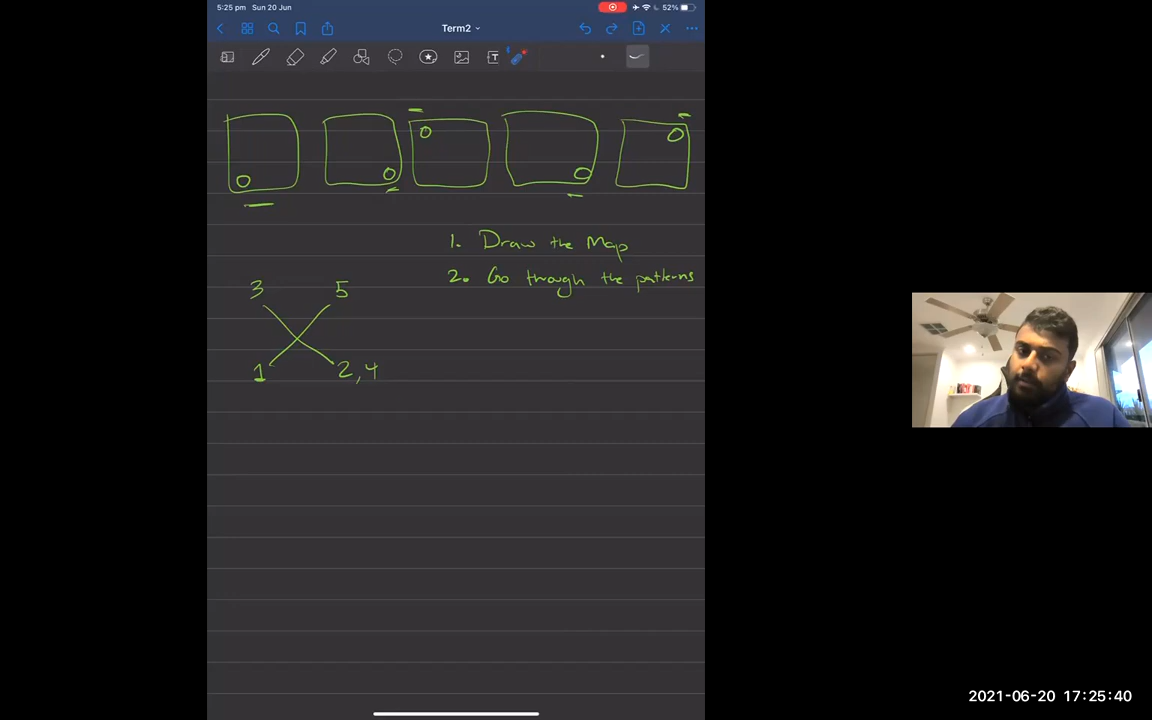 5:25 pm Sun 20 Jun
52%
Term2
T
1. Draw the Map
2. Go through the patterns
3 5
1 2,4
2021-06-20 17:25:40